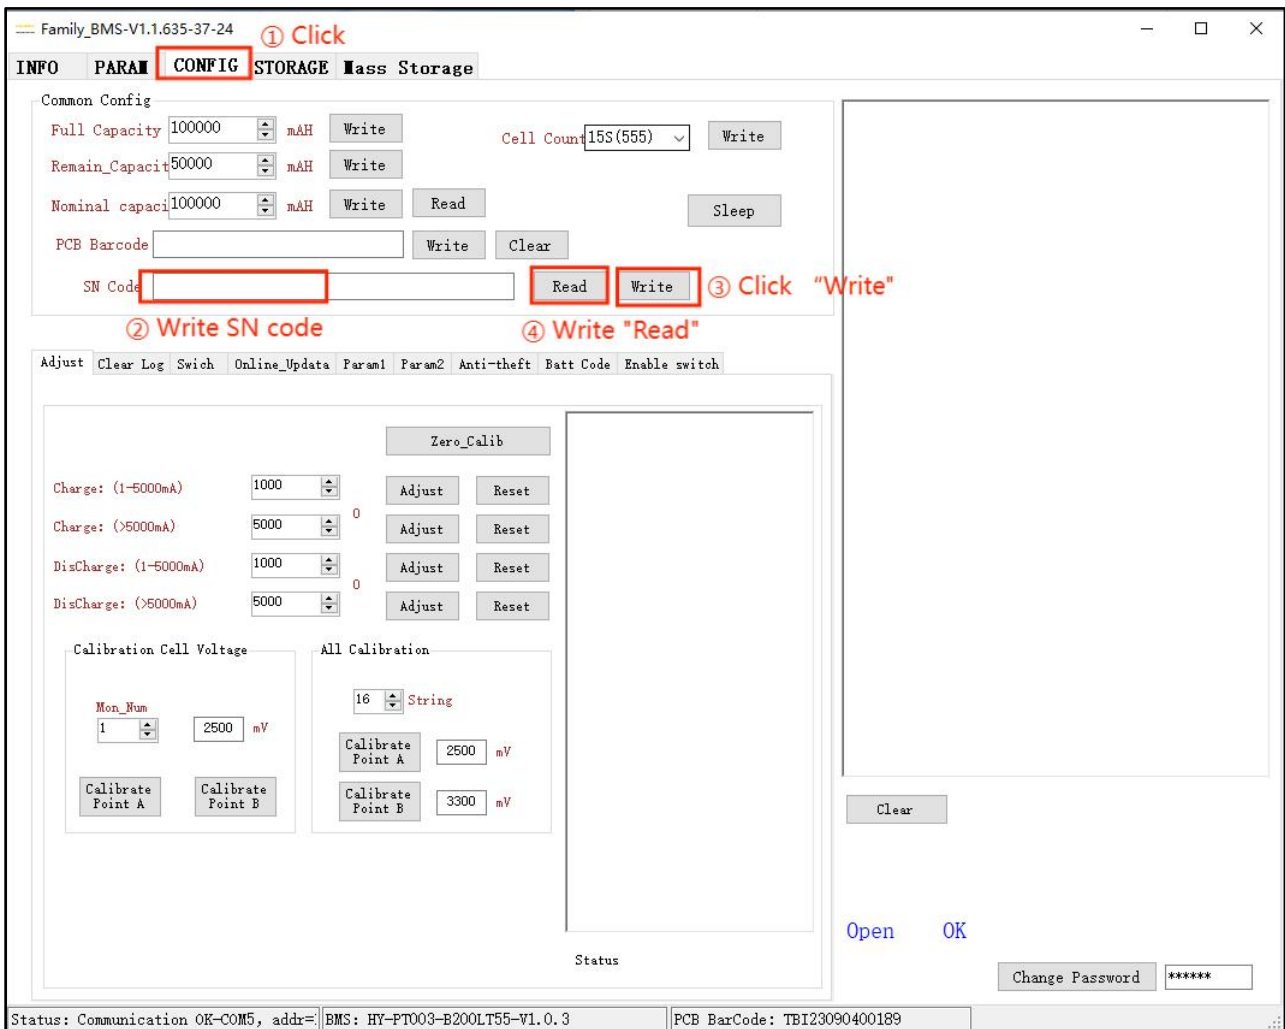 Family_BMS-V1.1.635-37-24
① Click
INFO PARAM CONFIG STORAGE Mass Storage
Common Config
Full Capacity 100000 mAH Write Cell Count 15S(555) Write
Remain_Capacit 50000 mAH Write
Nominal capaci 100000 mAH Write Read Sleep
PCB Barcode Write Clear
SN Code Read Write ③ Click “Write"
② Write SN code ④ Write "Read"
Adjust Clear Log Swich Online_Updata Param1 Param2 Anti-theft Batt Code Enable switch
Zero_Calib
Charge: (1-5000mA) 1000 Adjust Reset
0
Charge: (>5000mA) 5000 Adjust Reset
DisCharge: (1-5000mA) 1000 Adjust Reset
0
DisCharge: (>5000mA) 5000 Adjust Reset
Calibration Cell Voltage All Calibration
16 String
Mon_Num
1 2500 mV
Calibrate Point A 2500 mV
Calibrate Point A Calibrate Point B
Calibrate Point B 3300 mV
Clear
Open OK
Status
Change Password ******
Status: Communication OK-COM5, addr= BMS: HY-PT003-B200LT55-V1.0.3 PCB BarCode: TBI23090400189